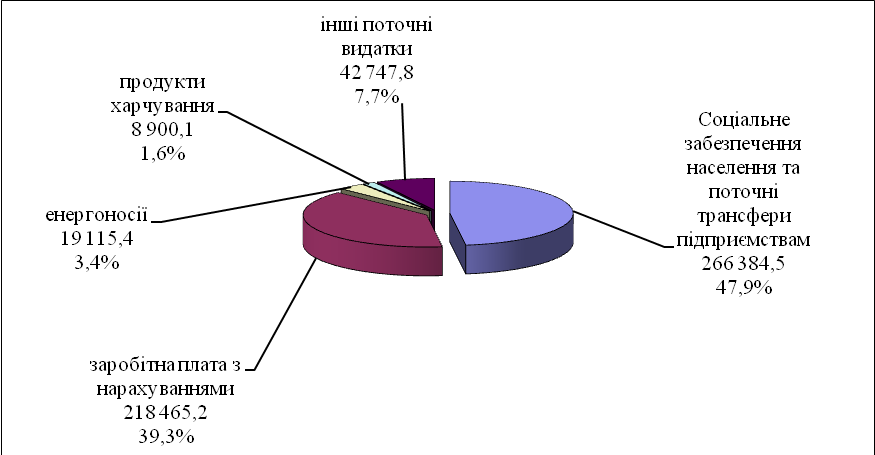 інші поточні
видатки
42 747,8
7,7%
продукти
харчування
8 900,1
1,6%
Соціальне
забезпечення
населення та
поточні
трансфери
підприємствам
266 384,5
47,9%
енергоносії
19 115,4
3,4%
заробітна плата з
нарахуваннями
218 465,2
39,3%